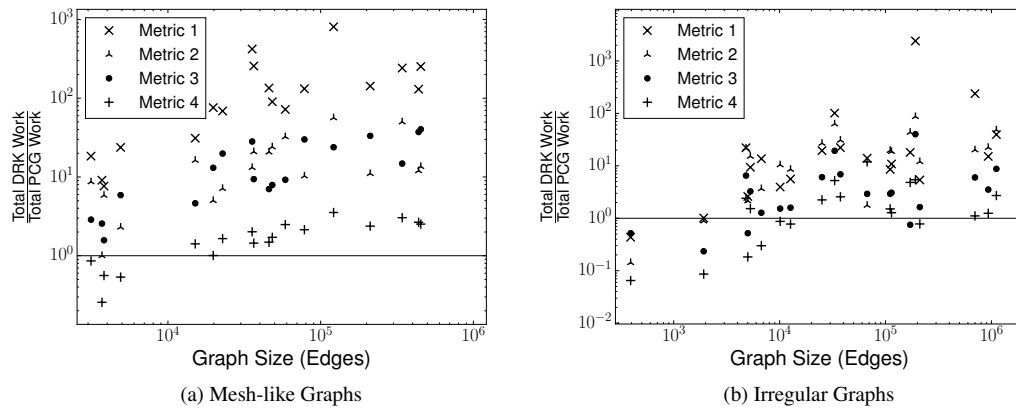 10^3
10^2
10^1
10^0
Total DRK Work
Total PCG Work
Metric 1
Metric 2
Metric 3
Metric 4
10^4
10^5
10^6
Graph Size (Edges)
(a) Mesh-like Graphs
10^3
10^2
10^1
10^0
10^-1
10^-2
Total DRK Work
Total PCG Work
Metric 1
Metric 2
Metric 3
Metric 4
10^3
10^4
10^5
10^6
Graph Size (Edges)
(b) Irregular Graphs